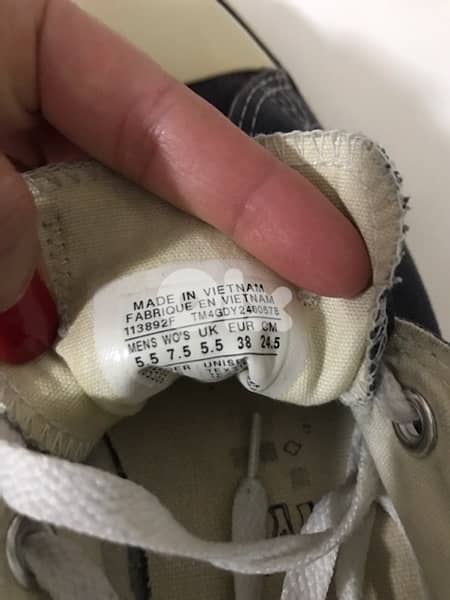 MADE IN VIETNAM
FABRIQUE EN VIETNAM
113892F TM4GDY2460578
MENS WO'S UK EUR CM
5.5 7.5 5.5 38 24.5